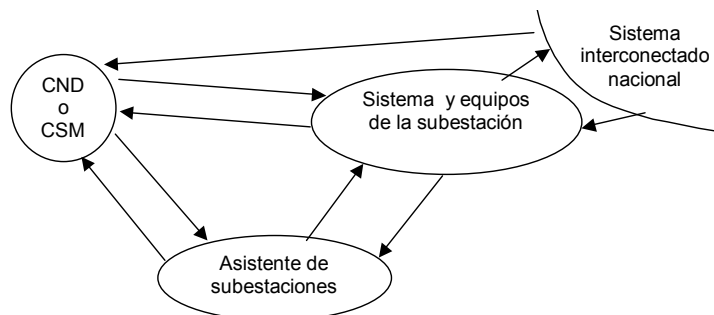 Sistema
interconectado
nacional
CND
o
CSM
Sistema y equipos
de la subestación
Asistente de
subestaciones